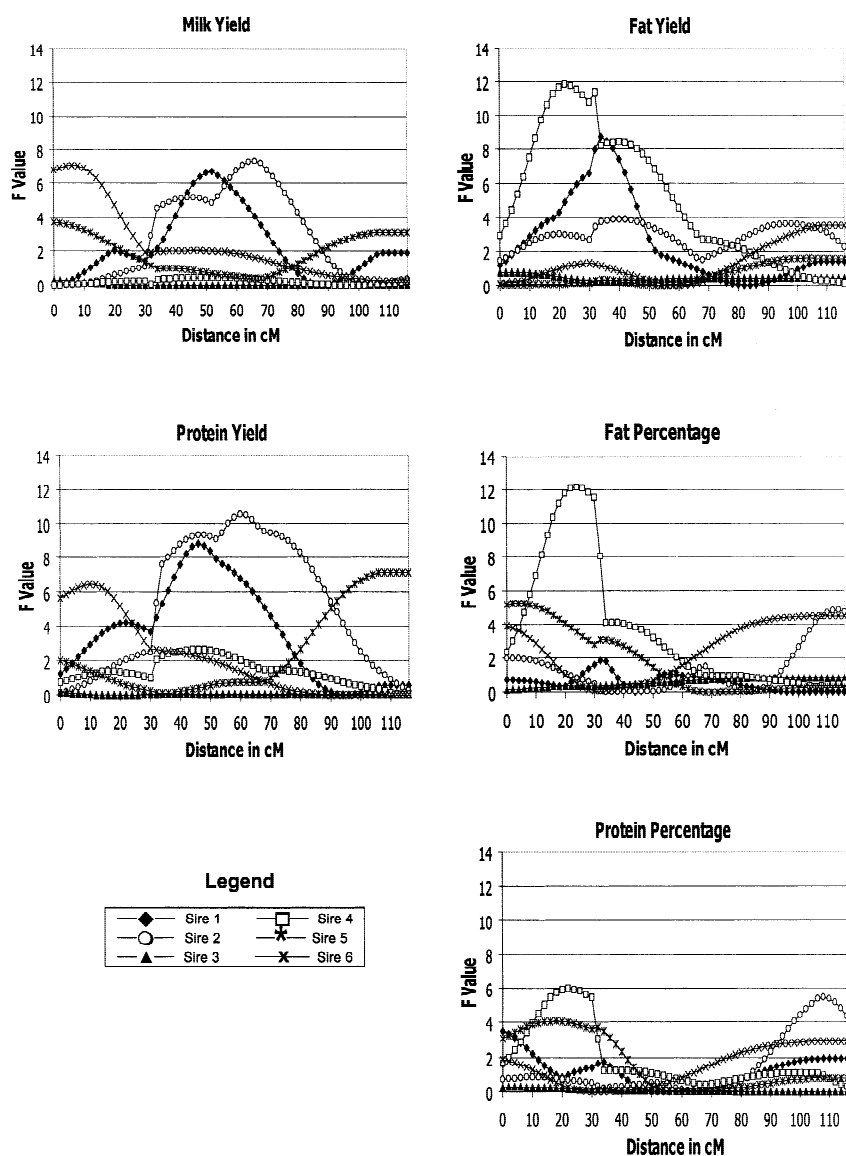 Milk Yield
14
12
10
8
6
4
2
0
F Value
0 10 20 30 40 50 60 70 80 90 100 110
Distance in cM
Fat Yield
14
12
10
8
6
4
2
0
F Value
0 10 20 30 40 50 60 70 80 90 100 110
Distance in cM
Protein Yield
14
12
10
8
6
4
2
0
F Value
0 10 20 30 40 50 60 70 80 90 100 110
Distance in cM
Fat Percentage
14
12
10
8
6
4
2
0
F Value
0 10 20 30 40 50 60 70 80 90 100 110
Distance in cM
Legend
Sire 1 Sire 4
Sire 2 Sire 5
Sire 3 Sire 6
Protein Percentage
14
12
10
8
6
4
2
0
F Value
0 10 20 30 40 50 60 70 80 90 100 110
Distance in cM